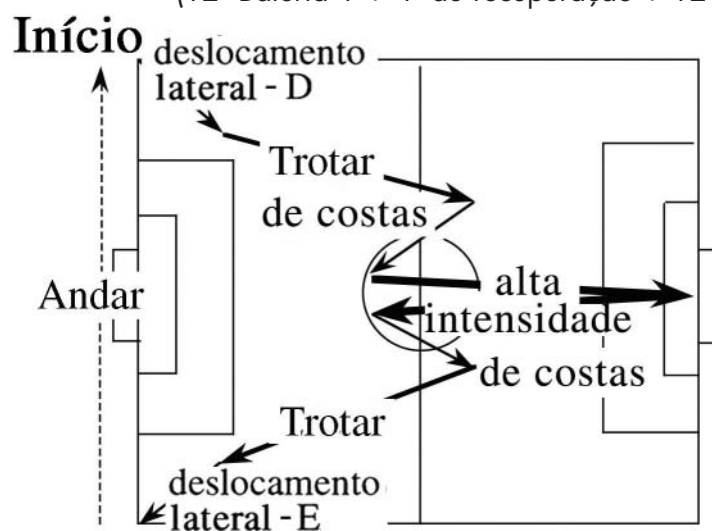 Início
deslocamento
lateral - D
Trotar
de costas
Andar
alta
intensidade
de costas
Trotar
deslocamento
lateral - E